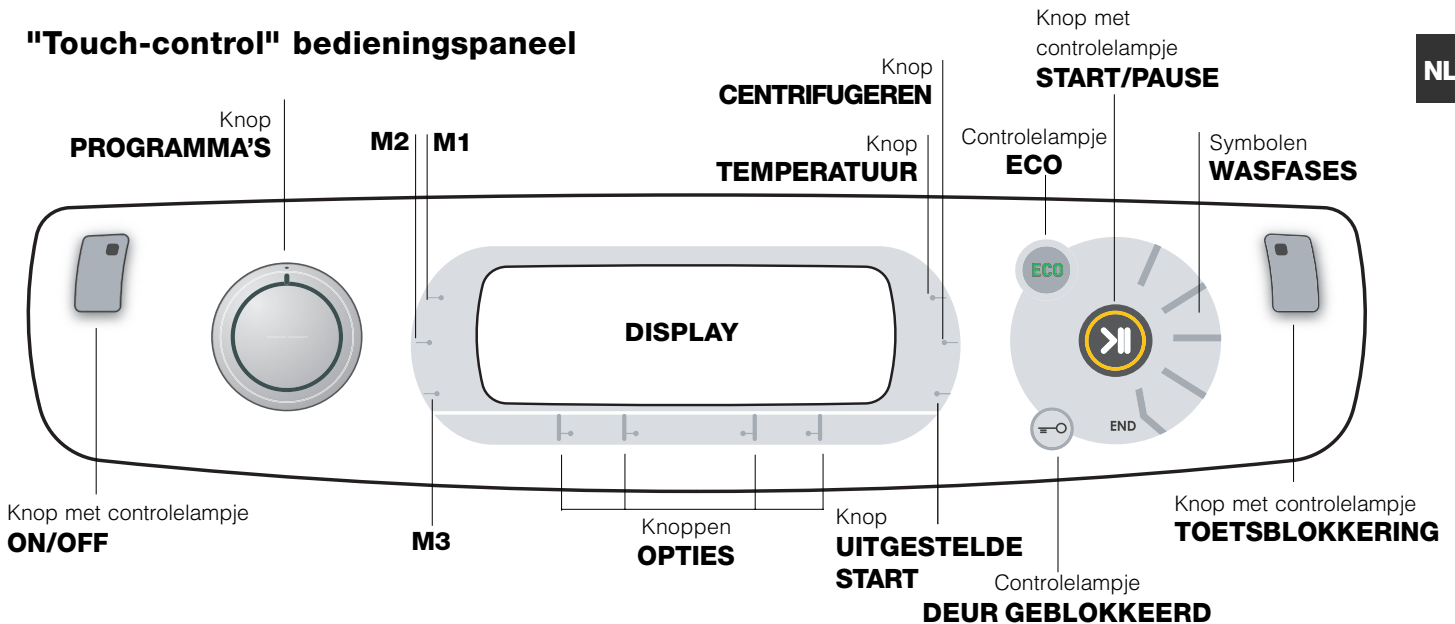 "Touch-control" bedieningspaneel
NL
Knop
PROGRAMMA'S
M2
M1
Knop
CENTRIFUGEREN
Knop
TEMPERATUUR
Knop met
controlelampje
START/PAUSE
Controlelampje
ECO
Symbolen
WASFASES
ECO
DISPLAY
END
Knop met controlelampje
ON/OFF
M3
Knoppen
OPTIES
Knop
UITGESTELDE
START
Controlelampje
DEUR GEBLOKKEERD
Knop met controlelampje
TOETSBLOKKERING